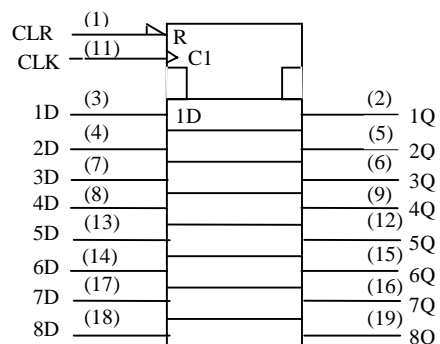 CLR (1) R
CLK (11) C1
1D (3) 1D (2) 1Q
2D (4) (5) 2Q
3D (7) (6) 3Q
4D (8) (9) 4Q
5D (13) (12) 5Q
6D (14) (15) 6Q
7D (17) (16) 7Q
8D (18) (19) 8Q